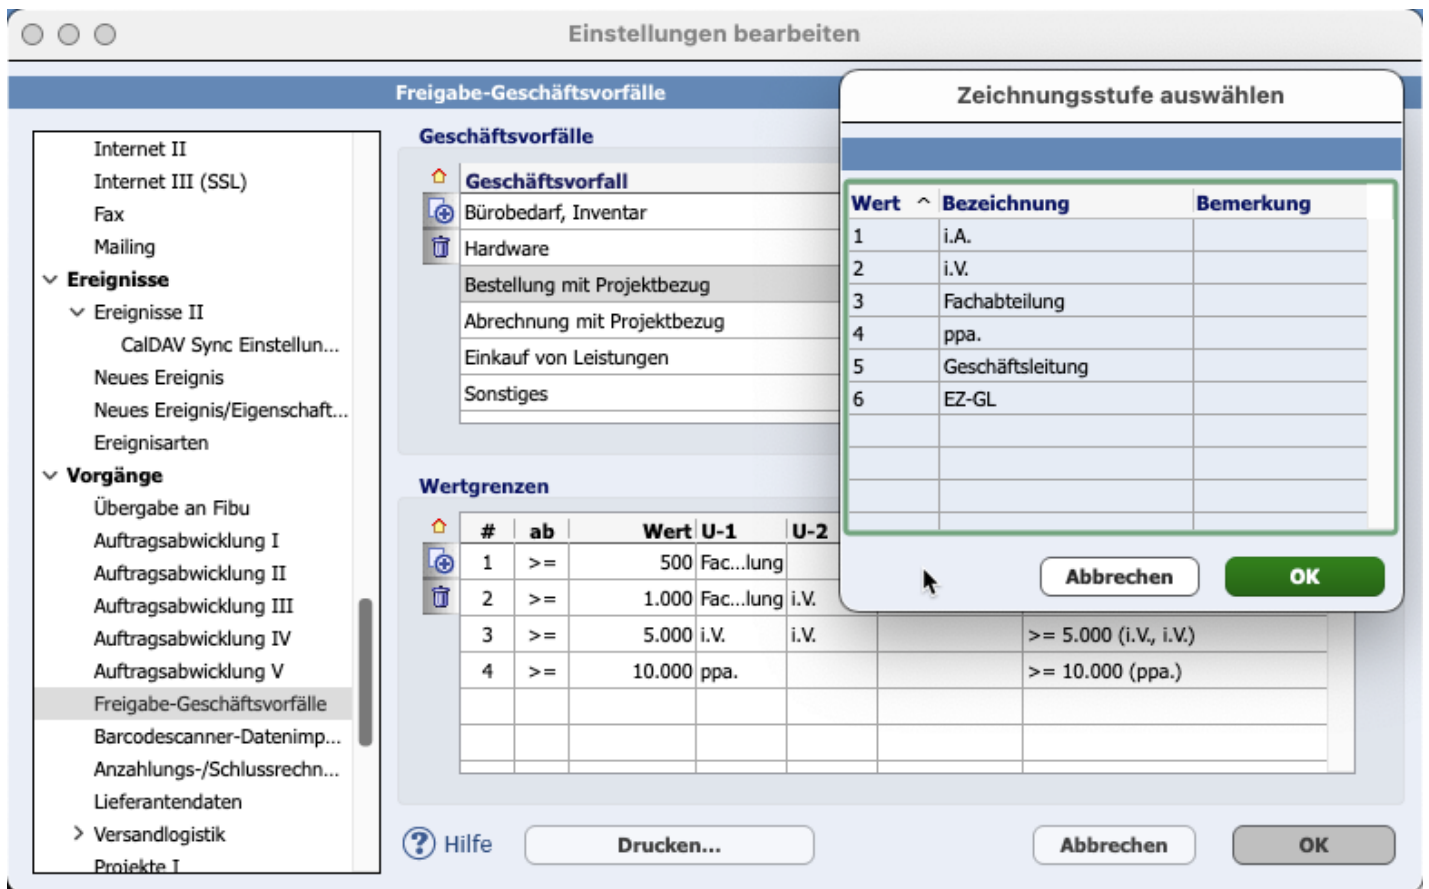 Einstellungen bearbeiten
Freigabe-Geschäftsvorfälle
Internet II
Internet III (SSL)
Fax
Mailing
Ereignisse
Ereignisse II
CalDAV Sync Einstellun...
Neues Ereignis
Neues Ereignis/Eigenschaft...
Ereignisarten
Vorgänge
Übergabe an Fibu
Auftragsabwicklung I
Auftragsabwicklung II
Auftragsabwicklung III
Auftragsabwicklung IV
Auftragsabwicklung V
Freigabe-Geschäftsvorfälle
Barcodescanner-Datenimp...
Anzahlungs-/Schlussrechn...
Lieferantendaten
Versandlogistik
Projekte I
Geschäftsvorfälle
Geschäftsvorfall
Bürobedarf, Inventar
Hardware
Bestellung mit Projektbezug
Abrechnung mit Projektbezug
Einkauf von Leistungen
Sonstiges
Wertgrenzen
# ab Wert U-1 U-2
1 >= 500 Fac...lung
2 >= 1.000 Fac...lung i.V.
3 >= 5.000 i.V. i.V. >= 5.000 (i.V., i.V.)
4 >= 10.000 ppa. >= 10.000 (ppa.)
? Hilfe Drucken... Abbrechen OK
Zeichnungsstufe auswählen
Wert ^ Bezeichnung Bemerkung
1 i.A.
2 i.V.
3 Fachabteilung
4 ppa.
5 Geschäftsleitung
6 EZ-GL
Abbrechen OK